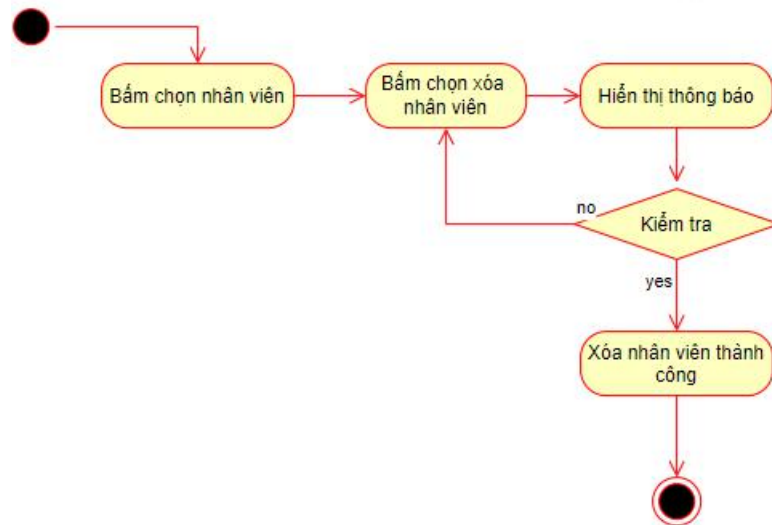 Bấm chọn nhân viên
Bấm chọn xóa
nhân viên
Hiển thị thông báo
no
Kiểm tra
yes
Xóa nhân viên thành
công